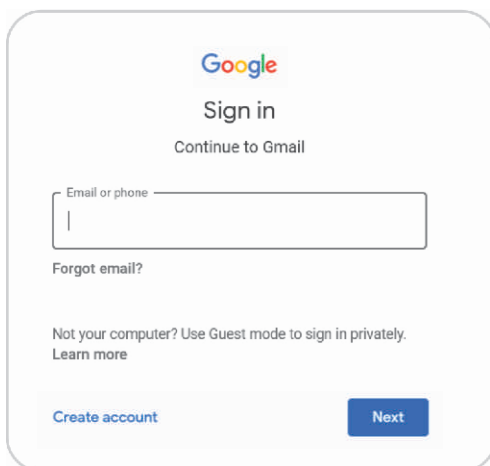 Google
Sign in
Continue to Gmail
Email or phone
Forgot email?
Not your computer? Use Guest mode to sign in privately.
Learn more
Create account
Next